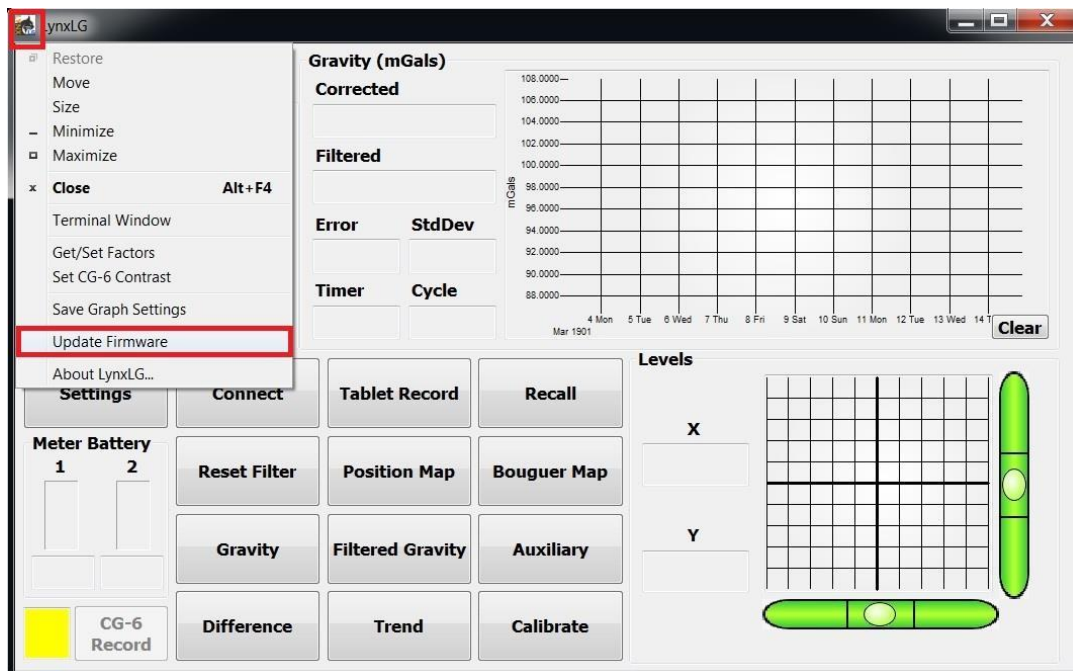 LynxLG
Restore
Move
Size
Minimize
Maximize
Close Alt+F4
Terminal Window
Get/Set Factors
Set CG-6 Contrast
Save Graph Settings
Update Firmware
About LynxLG...
Gravity (mGals)
Corrected
Filtered
Error StdDev
Timer Cycle
108.0000
106.0000
104.0000
102.0000
100.0000
98.0000
96.0000
94.0000
92.0000
90.0000
88.0000
mGals
4 Mon 5 Tue 6 Wed 7 Thu 8 Fri 9 Sat 10 Sun 11 Mon 12 Tue 13 Wed 14 T
Mar 1901
Clear
Settings Connect Tablet Record Recall
Meter Battery
1 2
Reset Filter Position Map Bouguer Map
Gravity Filtered Gravity Auxiliary
CG-6
Record
Difference Trend Calibrate
Levels
X
Y